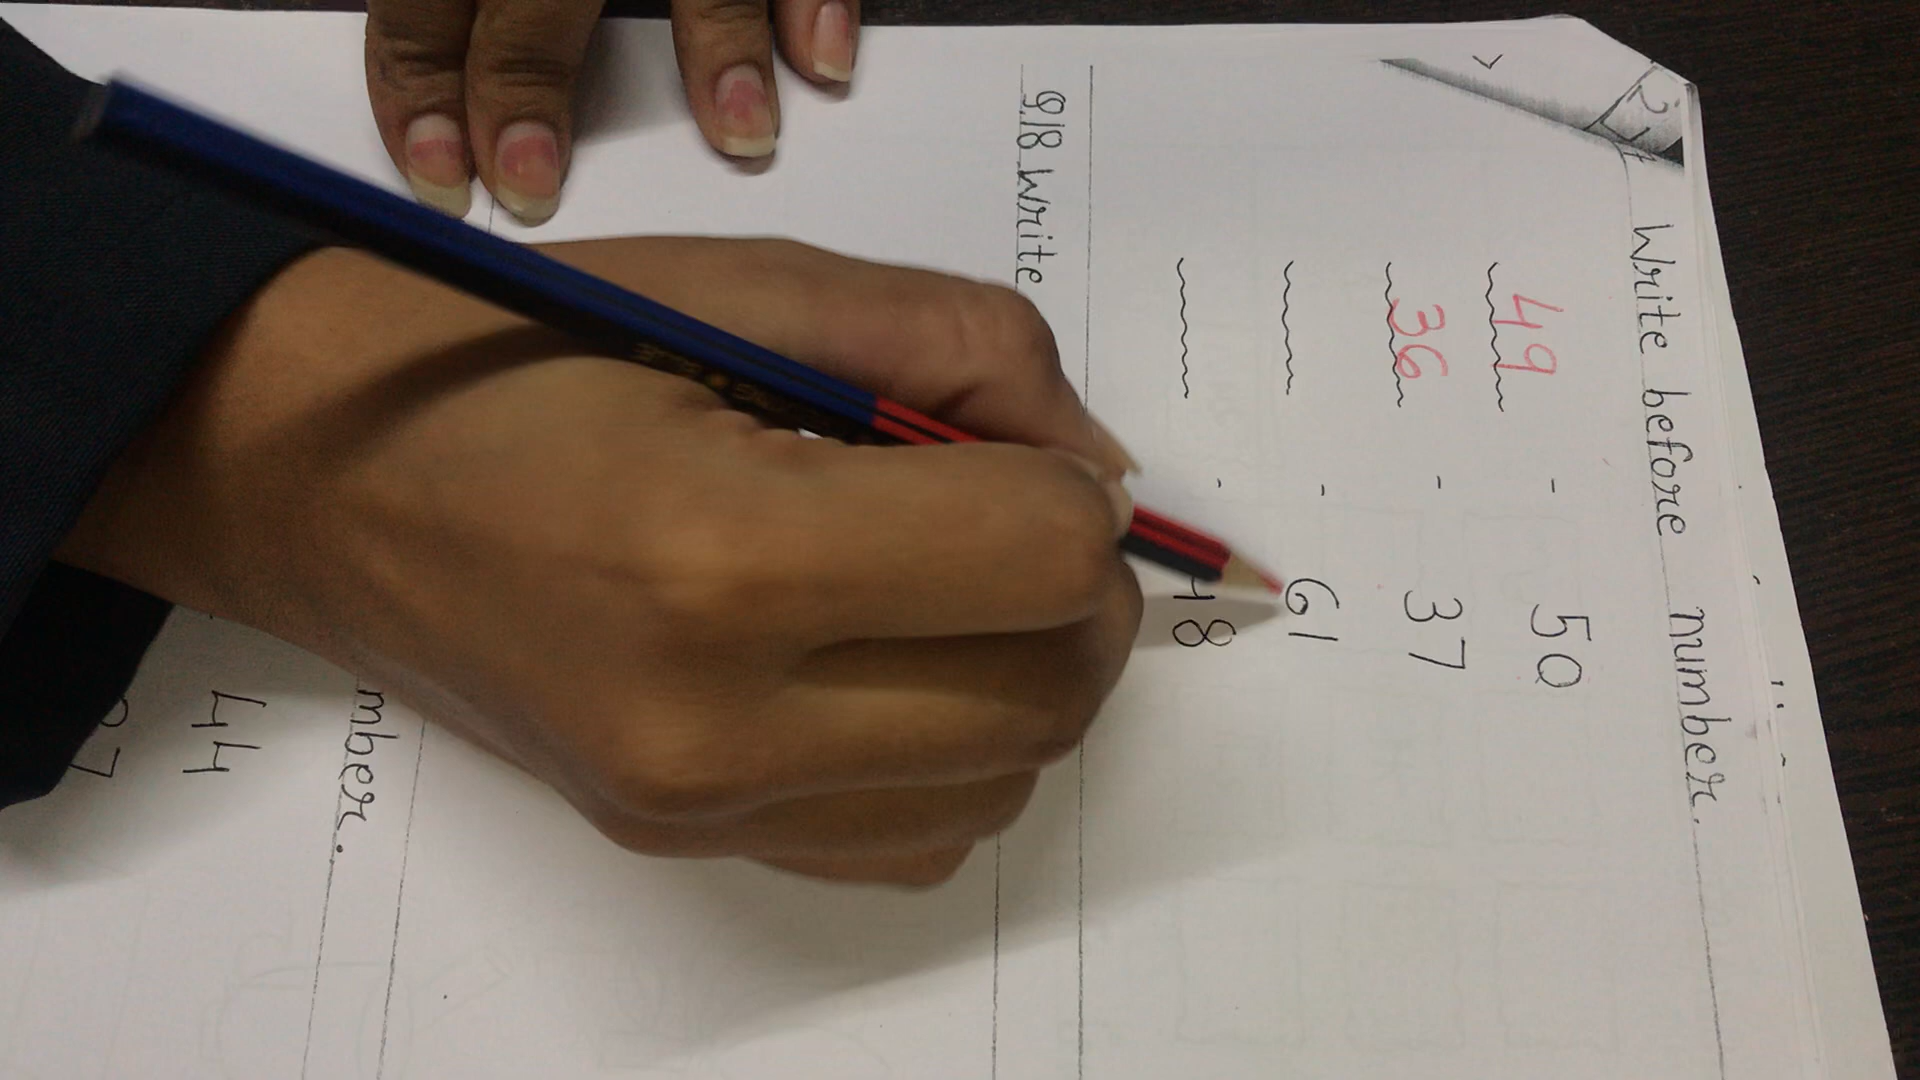 Write before number.
49 - 50
36 - 37
- 61
- 48
Q.18 Write
mber.
44